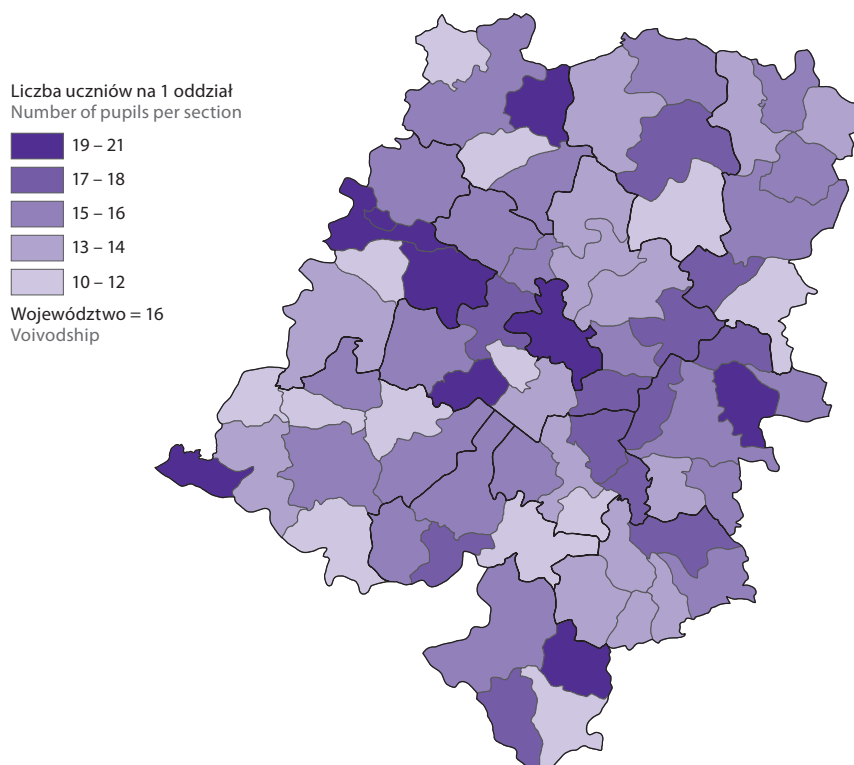 Liczba uczniów na 1 oddział
Number of pupils per section
19 – 21
17 – 18
15 – 16
13 – 14
10 – 12
Województwo = 16
Voivodship